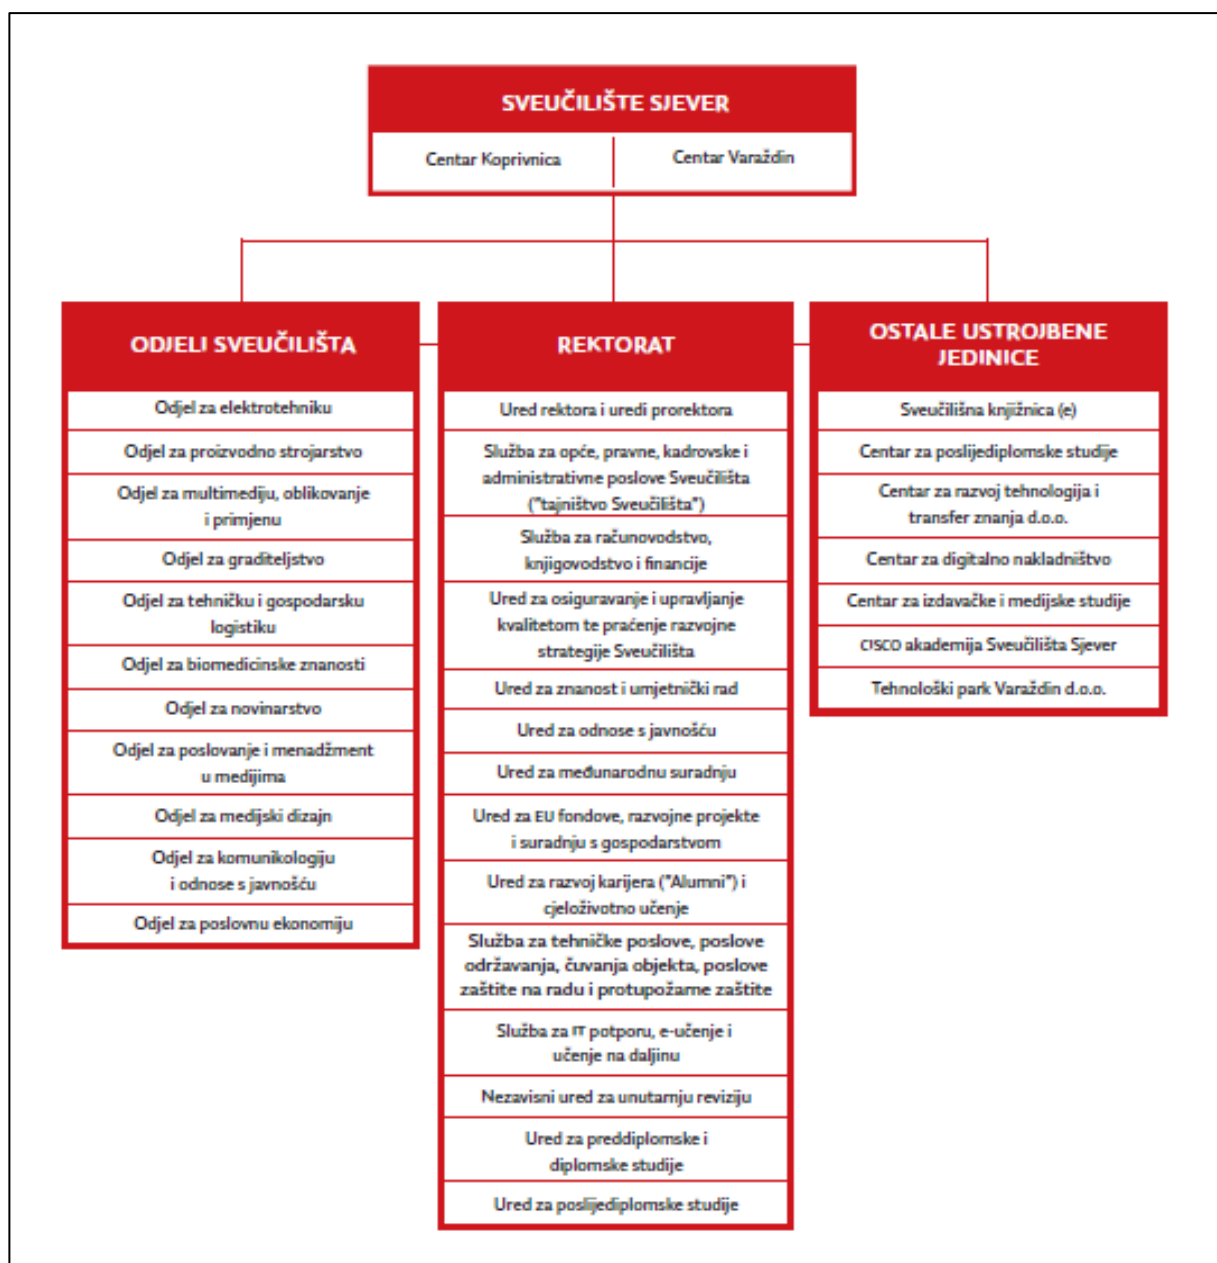 SVEUČILIŠTE SJEVER
Centar Koprivnica
Centar Varaždin
ODJELI SVEUČILIŠTA
Odjel za elektrotehniku
Odjel za proizvodno strojarstvo
Odjel za multimediju, oblikovanje
i primjenu
Odjel za graditeljstvo
Odjel za tehničku i gospodarsku
logistiku
Odjel za biomedicinske znanosti
Odjel za novinarstvo
Odjel za poslovanje i menadžment
u medijima
Odjel za medijski dizajn
Odjel za komunikologiju
i odnose s javnošću
Odjel za poslovnu ekonomiju
REKTORAT
Ured rektora i uredi prorektora
Služba za opće, pravne, kadrovske i
administrativne poslove Sveučilišta
("tajništvo Sveučilišta")
Služba za računovodstvo,
knjigovodstvo i financije
Ured za osiguravanje i upravljanje
kvalitetom te praćenje razvojne
strategije Sveučilišta
Ured za znanost i umjetnički rad
Ured za odnose s javnošću
Ured za međunarodnu suradnju
Ured za EU fondove, razvojne projekte
i suradnju s gospodarstvom
Ured za razvoj karijera ("Alumni") i
cjeloživotno učenje
Služba za tehničke poslove, poslove
održavanja, čuvanja objekta, poslove
zaštite na radu i protupožarne zaštite
Služba za IT potporu, e-učenje i
učenje na daljinu
Nezavisni ured za unutarnju reviziju
Ured za preddiplomske i
diplomske studije
Ured za poslijediplomske studije
OSTALE USTROJBENE
JEDINICE
Sveučilišna knjižnica (e)
Centar za poslijediplomske studije
Centar za razvoj tehnologija i
transfer znanja d.o.o.
Centar za digitalno nakladništvo
Centar za izdavačke i medijske studije
CISCO akademija Sveučilišta Sjever
Tehnološki park Varaždin d.o.o.